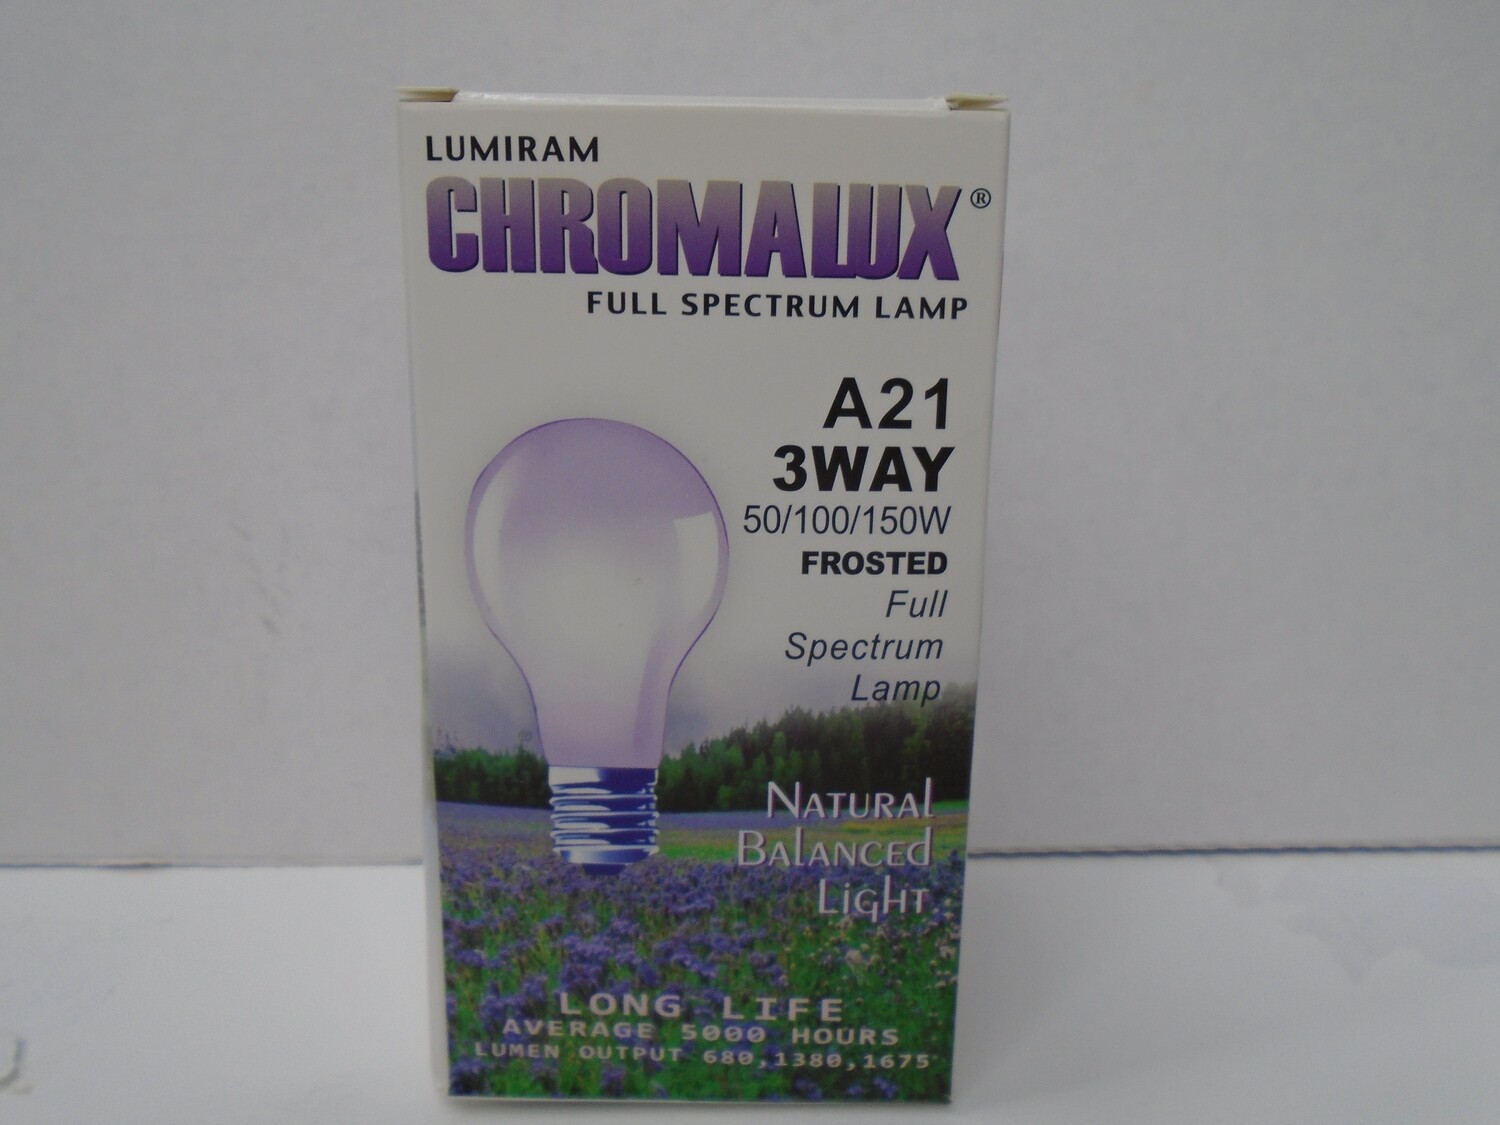 LUMIRAM
CHROMALUX®
FULL SPECTRUM LAMP
A21
3WAY
50/100/150W
FROSTED
Full
Spectrum
Lamp
Natural
Balanced
Light
LONG LIFE
AVERAGE 5000 HOURS
LUMEN OUTPUT 680,1380,1675